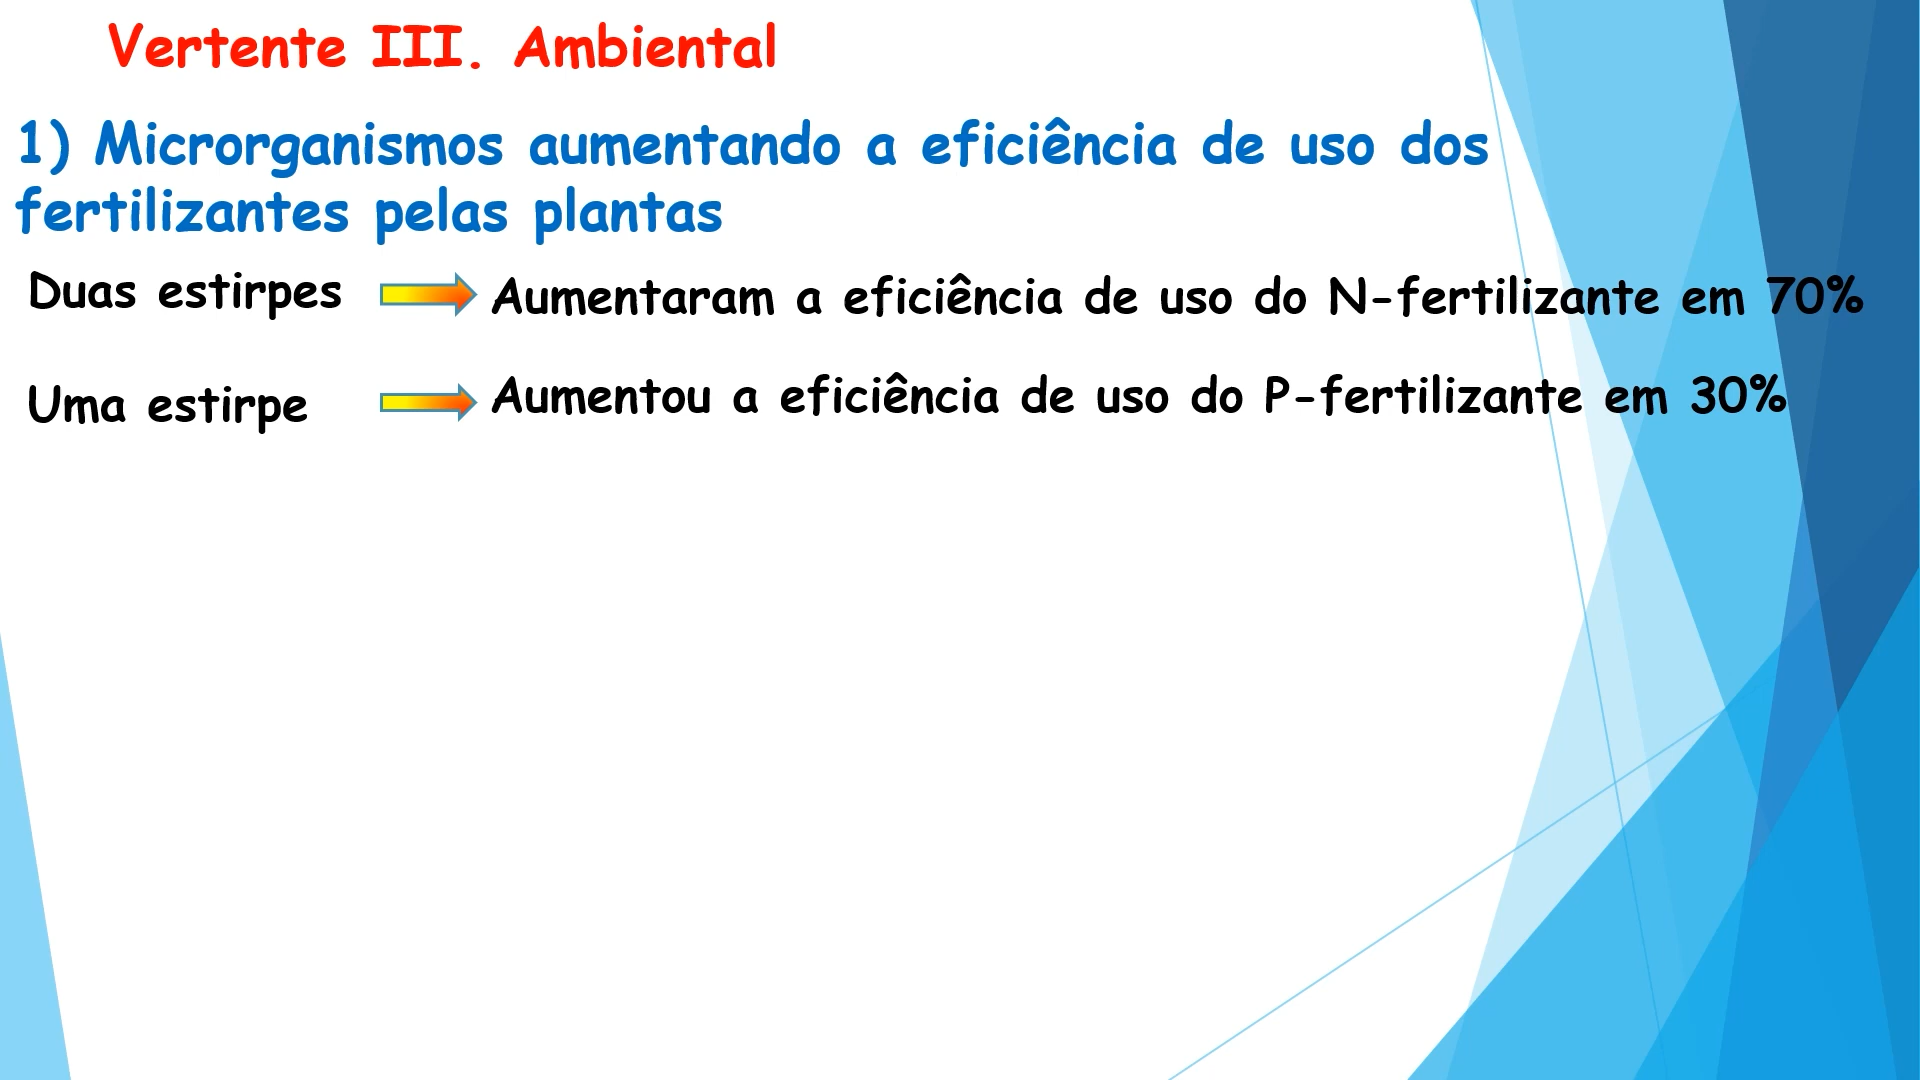 Vertente III. Ambiental
1) Microrganismos aumentando a eficiência de uso dos
fertilizantes pelas plantas
Duas estirpes Aumentaram a eficiência de uso do N-fertilizante em 70%
Uma estirpe Aumentou a eficiência de uso do P-fertilizante em 30%